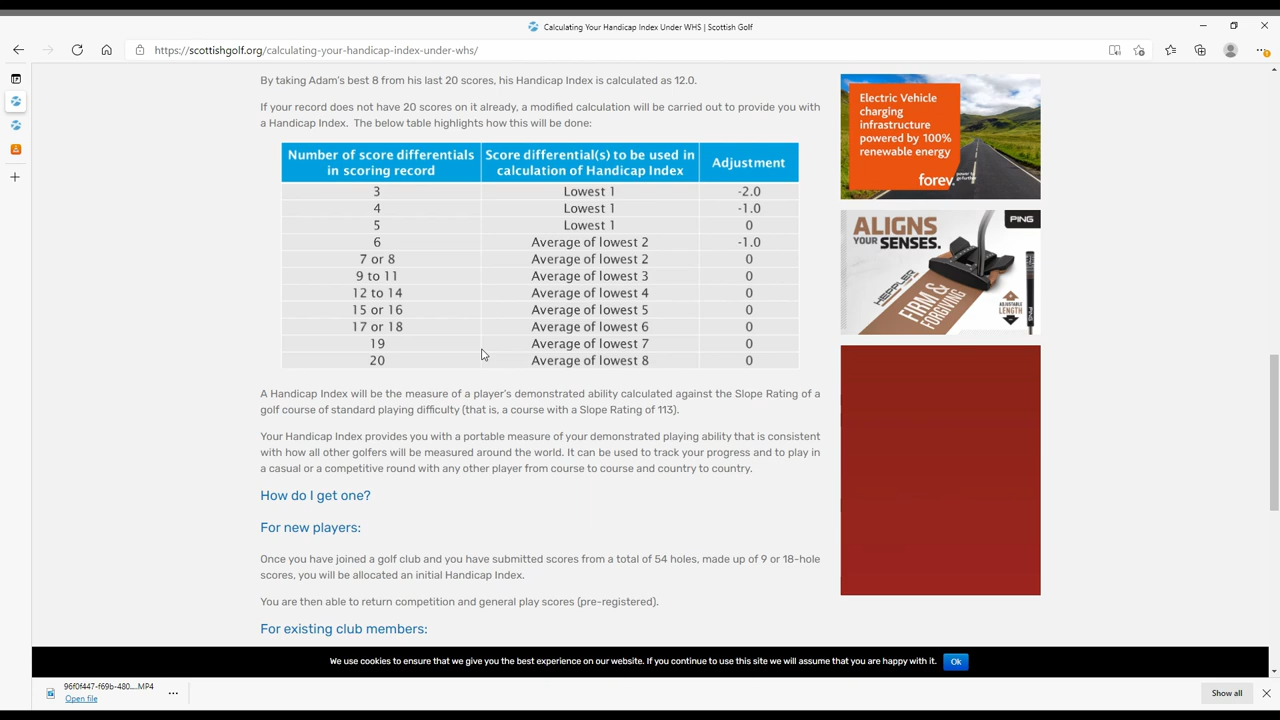 Calculating Your Handicap Index Under WHS | Scottish Golf
https://scottishgolf.org/calculating-your-handicap-index-under-whs/
By taking Adam's best 8 from his last 20 scores, his Handicap Index is calculated as 12.0.
If your record does not have 20 scores on it already, a modified calculation will be carried out to provide you with
a Handicap Index. The below table highlights how this will be done:
Number of score differentials in scoring record Score differential(s) to be used in calculation of Handicap Index Adjustment
3 Lowest 1 -2.0
4 Lowest 1 -1.0
5 Lowest 1 0
6 Average of lowest 2 -1.0
7 or 8 Average of lowest 2 0
9 to 11 Average of lowest 3 0
12 to 14 Average of lowest 4 0
15 or 16 Average of lowest 5 0
17 or 18 Average of lowest 6 0
19 Average of lowest 7 0
20 Average of lowest 8 0
A Handicap Index will be the measure of a player's demonstrated ability calculated against the Slope Rating of a
golf course of standard playing difficulty (that is, a course with a Slope Rating of 113).
Your Handicap Index provides you with a portable measure of your demonstrated playing ability that is consistent
with how all other golfers will be measured around the world. It can be used to track your progress and to play in
a casual or a competitive round with any other player from course to course and country to country.
How do I get one?
For new players:
Once you have joined a golf club and you have submitted scores from a total of 54 holes, made up of 9 or 18-hole
scores, you will be allocated an initial Handicap Index.
You are then able to return competition and general play scores (pre-registered).
For existing club members:
Electric Vehicle
charging
infrastructure
powered by 100%
renewable energy
forev.
ALIGNS
YOUR SENSES.
PING
HEPPLER
FIRM &
FORGIVING
ADJUSTABLE
LENGTH
We use cookies to ensure that we give you the best experience on our website. If you continue to use this site we will assume that you are happy with it. Ok
96f0f447-f69b-480....MP4
Open file
Show all